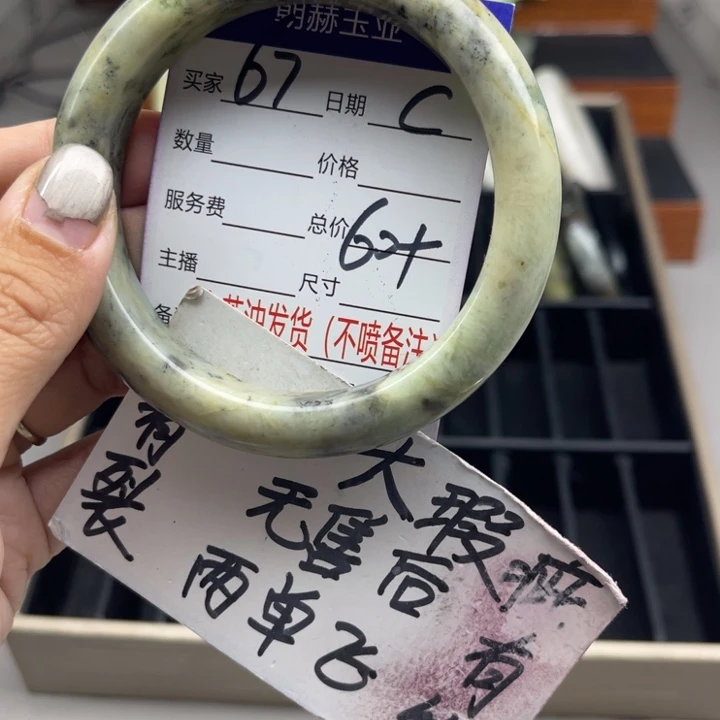 朗赫玉业
买家 67 日期 C
数量 价格
服务费 总价 624
主播 尺寸
备 油发货（不喷备注）
大瑕疵 有
裂
无售后
两单飞
有